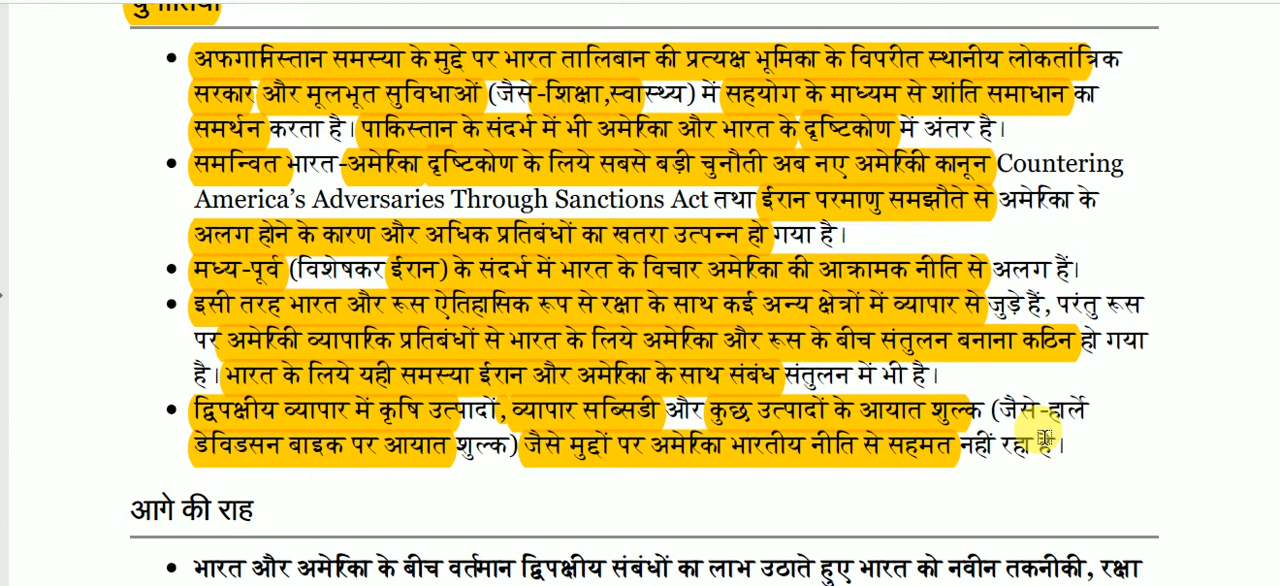 चुनौतियाँ
अफगानिस्तान समस्या के मुद्दे पर भारत तालिबान की प्रत्यक्ष भूमिका के विपरीत स्थानीय लोकतांत्रिक
सरकार और मूलभूत सुविधाओं (जैसे-शिक्षा,स्वास्थ्य) में सहयोग के माध्यम से शांति समाधान का
समर्थन करता है। पाकिस्तान के संदर्भ में भी अमेरिका और भारत के दृष्टिकोण में अंतर है।
समन्वित भारत-अमेरिका दृष्टिकोण के लिये सबसे बड़ी चुनौती अब नए अमेरिकी कानून Countering
America’s Adversaries Through Sanctions Act तथा ईरान परमाणु समझौते से अमेरिका के
अलग होने के कारण और अधिक प्रतिबंधों का खतरा उत्पन्न हो गया है।
मध्य-पूर्व (विशेषकर ईरान) के संदर्भ में भारत के विचार अमेरिका की आक्रामक नीति से अलग हैं।
इसी तरह भारत और रूस ऐतिहासिक रूप से रक्षा के साथ कई अन्य क्षेत्रों में व्यापार से जुड़े हैं, परंतु रूस
पर अमेरिकी व्यापारिक प्रतिबंधों से भारत के लिये अमेरिका और रूस के बीच संतुलन बनाना कठिन हो गया
है। भारत के लिये यही समस्या ईरान और अमेरिका के साथ संबंध संतुलन में भी है।
द्विपक्षीय व्यापार में कृषि उत्पादों, व्यापार सब्सिडी और कुछ उत्पादों के आयात शुल्क (जैसे-हार्ले
डेविडसन बाइक पर आयात शुल्क) जैसे मुद्दों पर अमेरिका भारतीय नीति से सहमत नहीं रहा है।
आगे की राह
भारत और अमेरिका के बीच वर्तमान द्विपक्षीय संबंधों का लाभ उठाते हुए भारत को नवीन तकनीकी, रक्षा